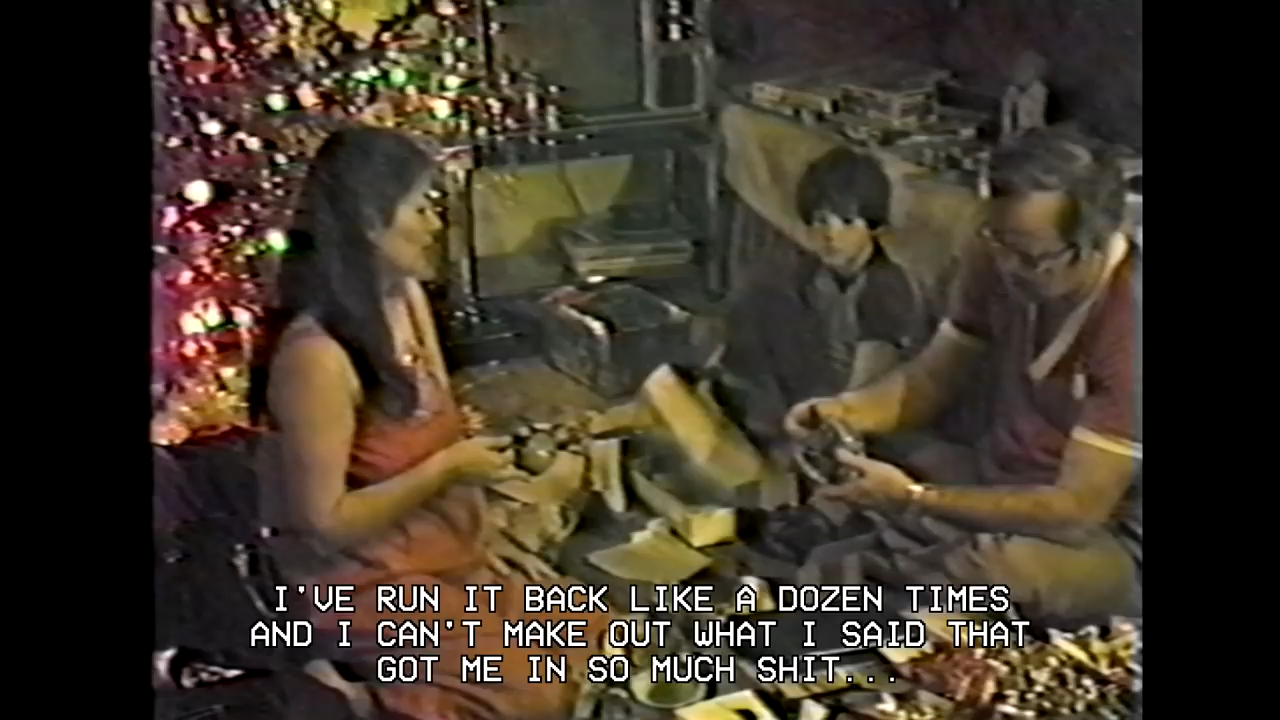 I'VE RUN IT BACK LIKE A DOZEN TIMES
AND I CAN'T MAKE OUT WHAT I SAID THAT
GOT ME IN SO MUCH SHIT...